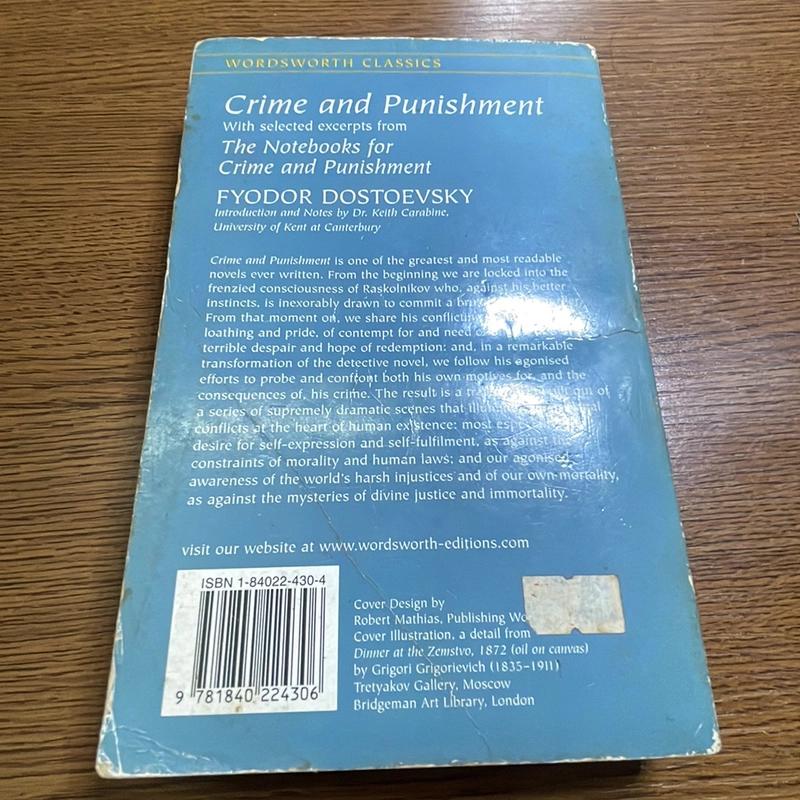 WORDSWORTH CLASSICS
Crime and Punishment
With selected excerpts from
The Notebooks for
Crime and Punishment
FYODOR DOSTOEVSKY
Introduction and Notes by Dr. Keith Carabine,
University of Kent at Canterbury
Crime and Punishment is one of the greatest and most readable
novels ever written. From the beginning we are locked into the
frenzied consciousness of Raskolnikov who, against his better
instincts, is inexorably drawn to commit a
From that moment on, we share his conflicting
loathing and pride, of contempt for and need
terrible despair and hope of redemption: and, in a remarkable
transformation of the detective novel, we follow his agonised
efforts to probe and confront both his own motives for, and the
consequences of, his crime. The result is a out of
a series of supremely dramatic scenes that
conflicts at the heart of human existence: most
desire for self-expression and self-fulfilment, as against the
constraints of morality and human laws; and our agonised
awareness of the world's harsh injustices and of our own mortality,
as against the mysteries of divine justice and immortality.
visit our website at www.wordsworth-editions.com
ISBN 1-84022-430-4
9 781840 224306
Cover Design by
Robert Mathias, Publishing
Cover Illustration, a detail from
Dinner at the Zemstvo, 1872 (oil on canvas)
by Grigori Grigorievich (1835-1911)
Tretyakov Gallery, Moscow
Bridgeman Art Library, London